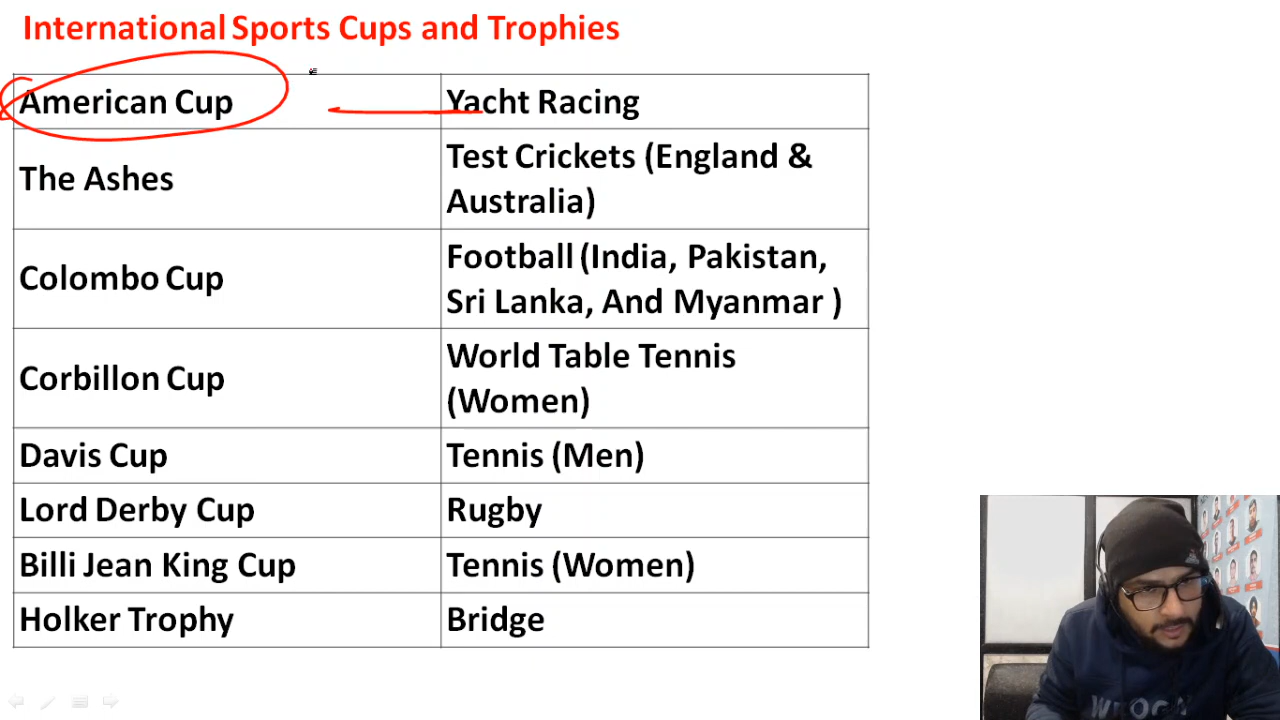 International Sports Cups and Trophies
American Cup
Yacht Racing
The Ashes
Test Crickets (England &
Australia)
Colombo Cup
Football (India, Pakistan,
Sri Lanka, And Myanmar )
Corbillon Cup
World Table Tennis
(Women)
Davis Cup
Tennis (Men)
Lord Derby Cup
Rugby
Billi Jean King Cup
Tennis (Women)
Holker Trophy
Bridge